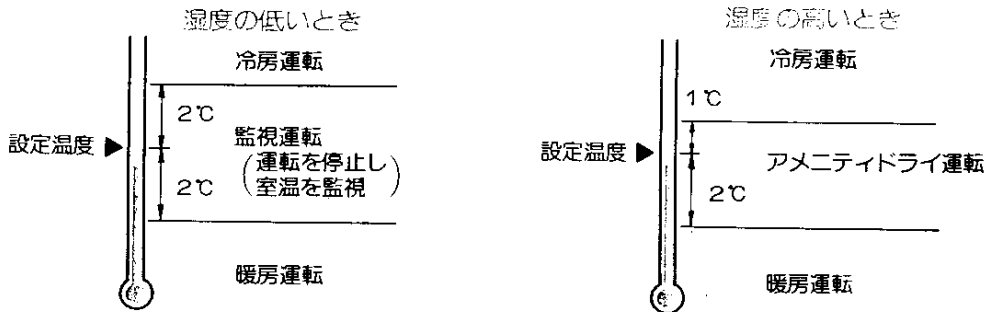 湿度の低いとき
冷房運転
2℃
設定温度 ▶
監視運転
(運転を停止し
室温を監視)
2℃
暖房運転
湿度の高いとき
冷房運転
1℃
設定温度 ▶
アメニティドライ運転
2℃
暖房運転